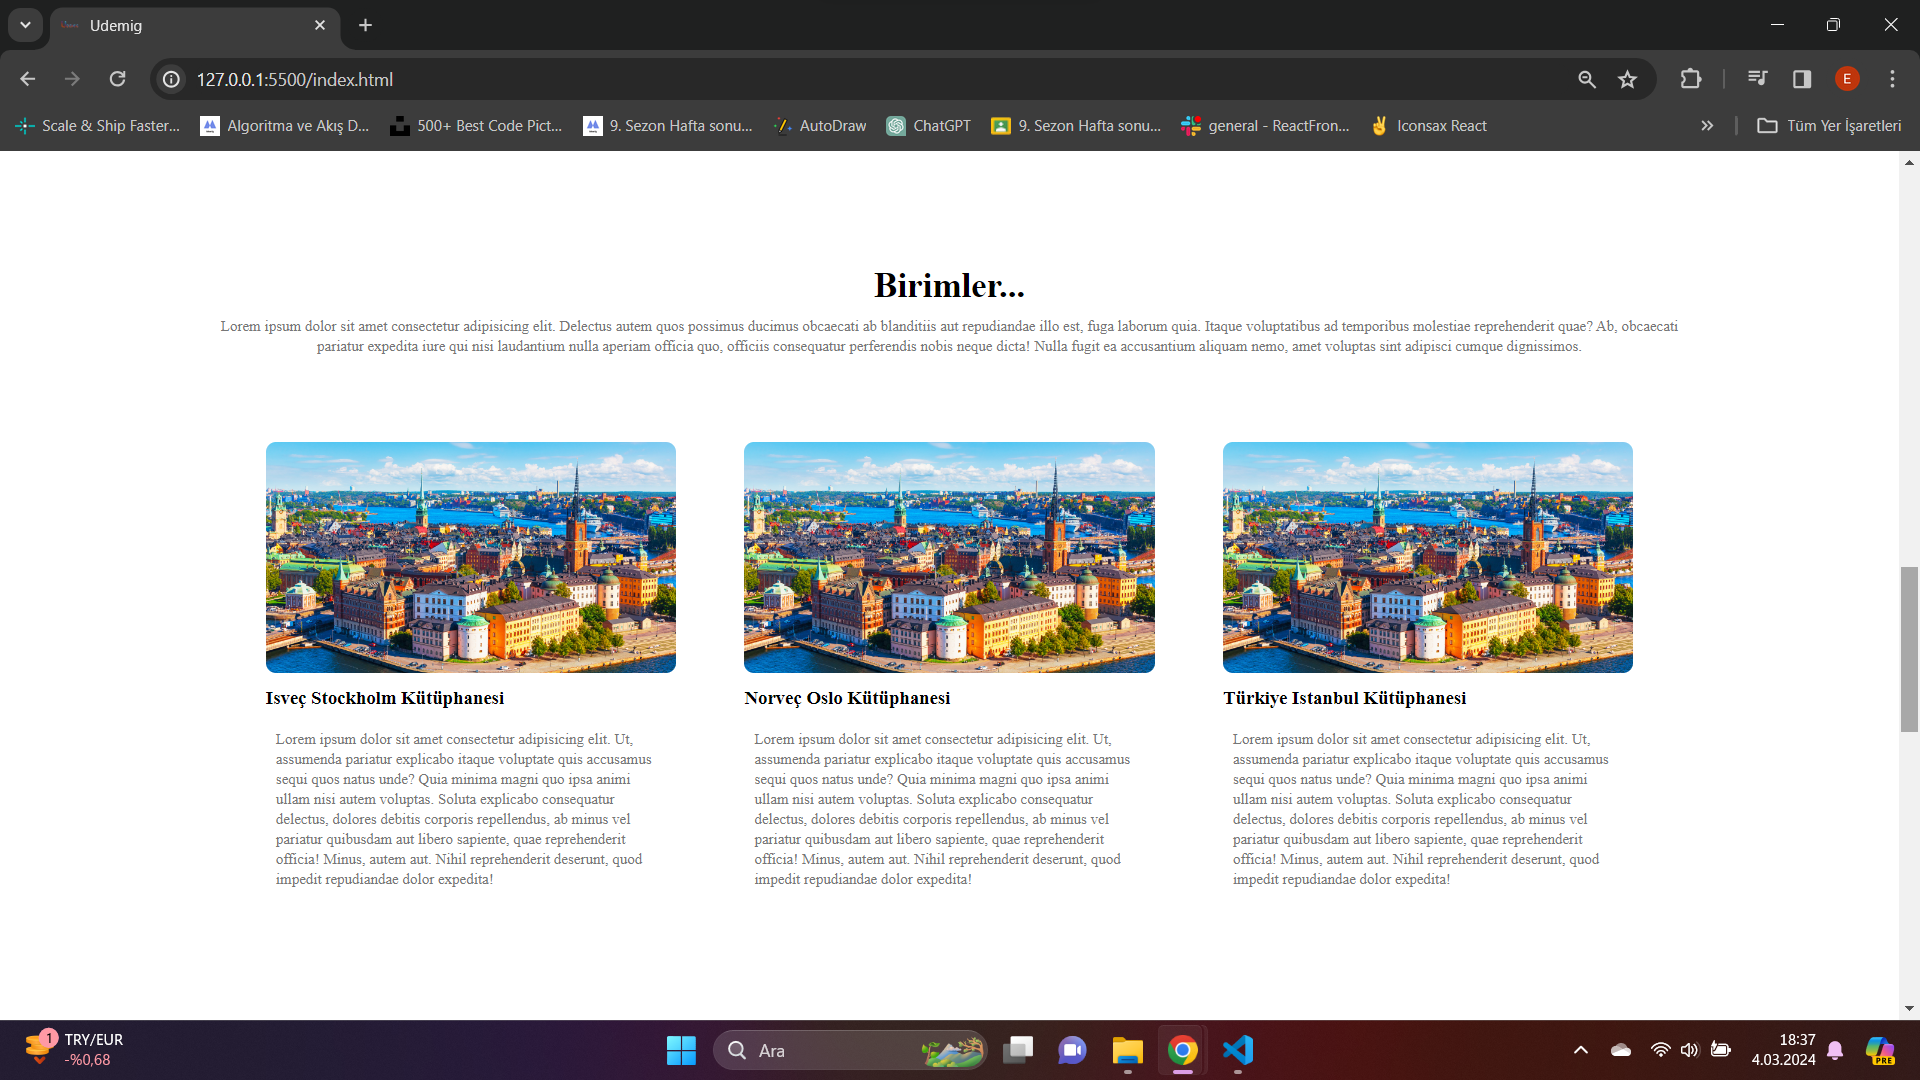 Udemig
127.0.0.1:5500/index.html
E
Scale & Ship Faster...
Algoritma ve Akış D...
500+ Best Code Pict...
9. Sezon Hafta sonu...
AutoDraw
ChatGPT
9. Sezon Hafta sonu...
general - ReactFron...
Iconsax React
Tüm Yer İşaretleri
Birimler...
Lorem ipsum dolor sit amet consectetur adipisicing elit. Delectus autem quos possimus ducimus obcaecati ab blanditiis aut repudiandae illo est, fuga laborum quia. Itaque voluptatibus ad temporibus molestiae reprehenderit quae? Ab, obcaecati
pariatur expedita iure qui nisi laudantium nulla aperiam officia quo, officiis consequatur perferendis nobis neque dicta! Nulla fugit ea accusantium aliquam nemo, amet voluptas sint adipisci cumque dignissimos.
Isveç Stockholm Kütüphanesi
Lorem ipsum dolor sit amet consectetur adipisicing elit. Ut,
assumenda pariatur explicabo itaque voluptate quis accusamus
sequi quos natus unde? Quia minima magni quo ipsa animi
ullam nisi autem voluptas. Soluta explicabo consequatur
delectus, dolores debitis corporis repellendus, ab minus vel
pariatur quibusdam aut libero sapiente, quae reprehenderit
officia! Minus, autem aut. Nihil reprehenderit deserunt, quod
impedit repudiandae dolor expedita!
Norveç Oslo Kütüphanesi
Lorem ipsum dolor sit amet consectetur adipisicing elit. Ut,
assumenda pariatur explicabo itaque voluptate quis accusamus
sequi quos natus unde? Quia minima magni quo ipsa animi
ullam nisi autem voluptas. Soluta explicabo consequatur
delectus, dolores debitis corporis repellendus, ab minus vel
pariatur quibusdam aut libero sapiente, quae reprehenderit
officia! Minus, autem aut. Nihil reprehenderit deserunt, quod
impedit repudiandae dolor expedita!
Türkiye Istanbul Kütüphanesi
Lorem ipsum dolor sit amet consectetur adipisicing elit. Ut,
assumenda pariatur explicabo itaque voluptate quis accusamus
sequi quos natus unde? Quia minima magni quo ipsa animi
ullam nisi autem voluptas. Soluta explicabo consequatur
delectus, dolores debitis corporis repellendus, ab minus vel
pariatur quibusdam aut libero sapiente, quae reprehenderit
officia! Minus, autem aut. Nihil reprehenderit deserunt, quod
impedit repudiandae dolor expedita!
1
TRY/EUR
-%0,68
Ara
18:37
4.03.2024
PRE